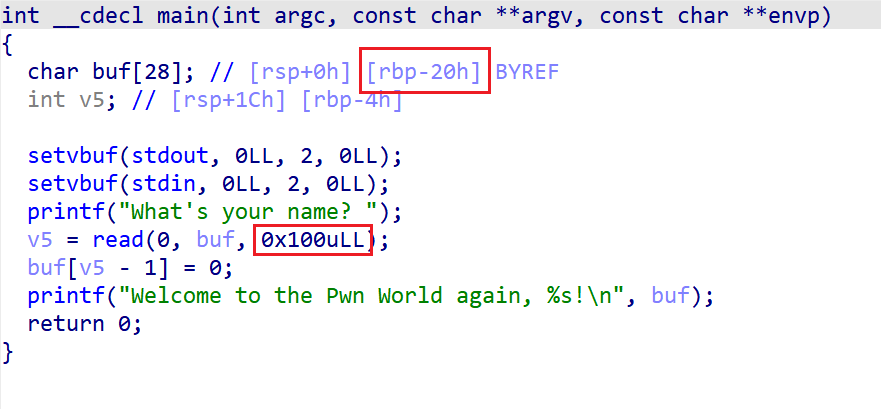 int __cdecl main(int argc, const char **argv, const char **envp)
{
char buf[28]; // [rsp+0h] [rbp-20h] BYREF
int v5; // [rsp+1Ch] [rbp-4h]
setvbuf(stdout, 0LL, 2, 0LL);
setvbuf(stdin, 0LL, 2, 0LL);
printf("What's your name? ");
v5 = read(0, buf, 0x100uLL);
buf[v5 - 1] = 0;
printf("Welcome to the Pwn World again, %s!\n", buf);
return 0;
}